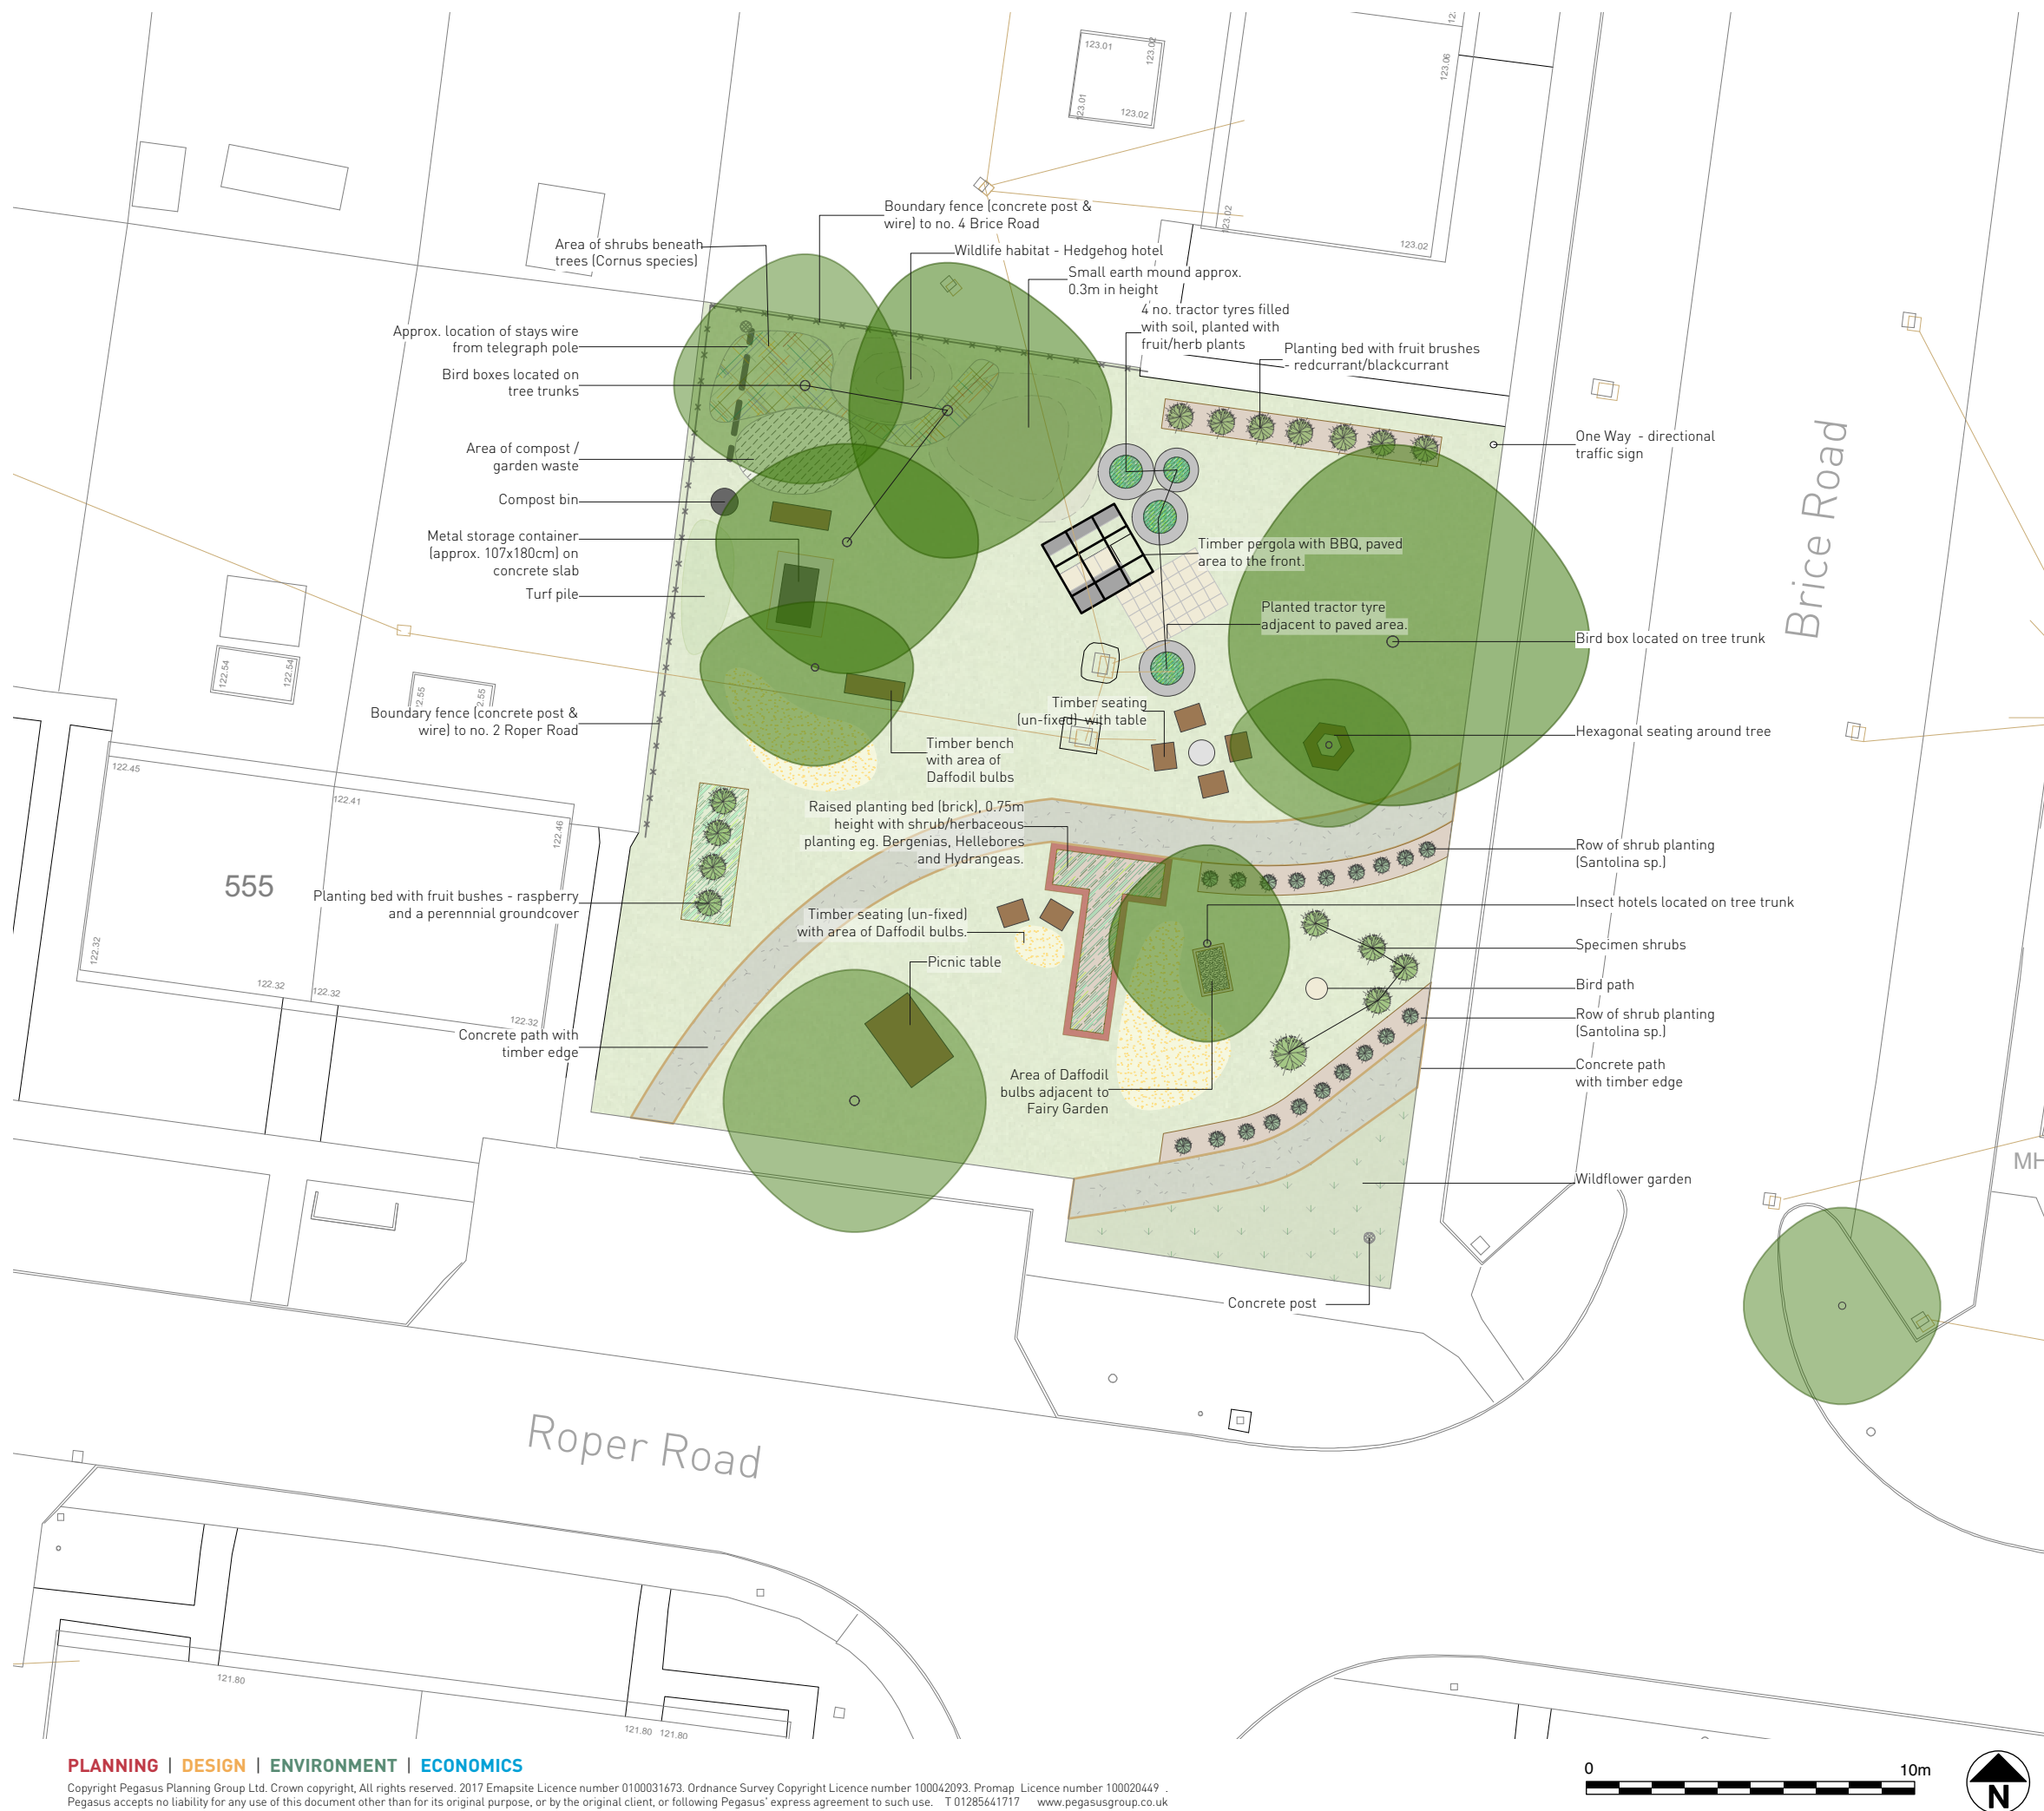 123.01
123.02
123.01
123.02
123.06
123.02
123.02
Boundary fence (concrete post &
wire) to no. 4 Brice Road
Area of shrubs beneath
trees (Cornus species)
Wildlife habitat - Hedgehog hotel
Small earth mound approx.
0.3m in height
4 no. tractor tyres filled
with soil, planted with
fruit/herb plants
Planting bed with fruit brushes
- redcurrant/blackcurrant
Approx. location of stays wire
from telegraph pole
Bird boxes located on
tree trunks
Area of compost /
garden waste
Compost bin
Metal storage container
(approx. 107x180cm) on
concrete slab
Turf pile
One Way - directional
traffic sign
Brice Road
Timber pergola with BBQ, paved
area to the front.
Planted tractor tyre
adjacent to paved area.
Bird box located on tree trunk
122.54
122.54
Boundary fence (concrete post &
wire) to no. 2 Roper Road
Timber seating
(un-fixed) with table
Hexagonal seating around tree
Timber bench
with area of
Daffodil bulbs
122.45
122.41
122.46
555
122.32
122.32
122.32
122.32
Raised planting bed (brick), 0.75m
height with shrub/herbaceous
planting eg. Bergenias, Hellebores
and Hydrangeas.
Row of shrub planting
(Santolina sp.)
Planting bed with fruit bushes - raspberry
and a perennnial groundcover
Timber seating (un-fixed)
with area of Daffodil bulbs.
Insect hotels located on tree trunk
Specimen shrubs
Picnic table
Bird path
Row of shrub planting
(Santolina sp.)
Concrete path with
timber edge
Concrete path
with timber edge
Area of Daffodil
bulbs adjacent to
Fairy Garden
MH
Wildflower garden
Concrete post
Roper Road
121.80
121.80
121.80
PLANNING | DESIGN | ENVIRONMENT | ECONOMICS
Copyright Pegasus Planning Group Ltd. Crown copyright, All rights reserved. 2017 Emapsite Licence number 0100031673. Ordnance Survey Copyright Licence number 100042093. Promap Licence number 100020449 .
Pegasus accepts no liability for any use of this document other than for its original purpose, or by the original client, or following Pegasus' express agreement to such use. T 01285641717 www.pegasusgroup.co.uk
0 10m
N